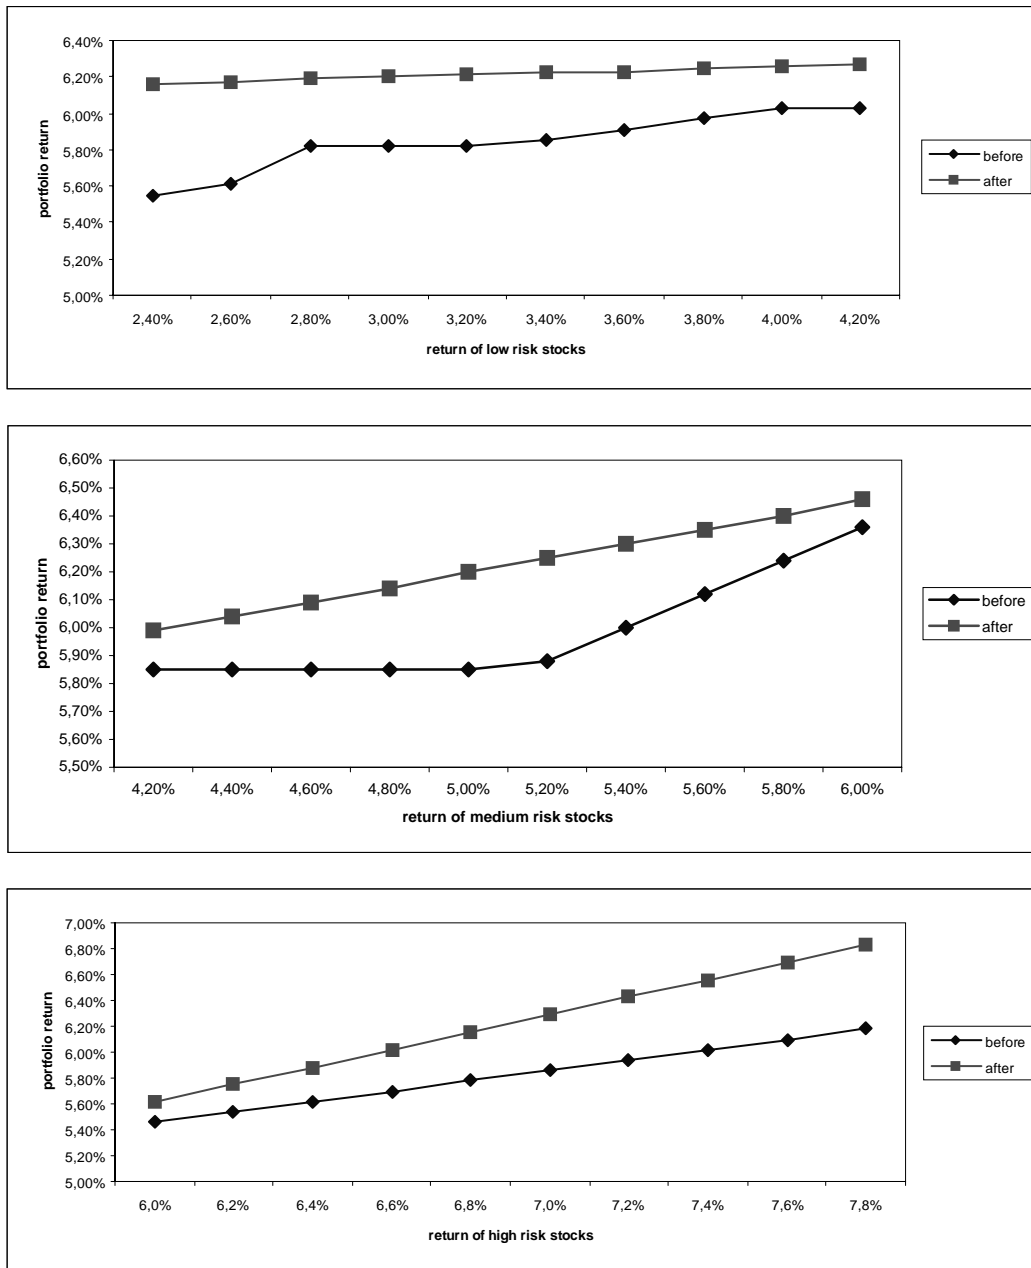 6,40%
6,20%
6,00%
5,80%
5,60%
5,40%
5,20%
5,00%
portfolio return
2,40% 2,60% 2,80% 3,00% 3,20% 3,40% 3,60% 3,80% 4,00% 4,20%
return of low risk stocks
before
after
6,60%
6,50%
6,40%
6,30%
6,20%
6,10%
6,00%
5,90%
5,80%
5,70%
5,60%
5,50%
portfolio return
4,20% 4,40% 4,60% 4,80% 5,00% 5,20% 5,40% 5,60% 5,80% 6,00%
return of medium risk stocks
before
after
7,00%
6,80%
6,60%
6,40%
6,20%
6,00%
5,80%
5,60%
5,40%
5,20%
5,00%
portfolio return
6,0% 6,2% 6,4% 6,6% 6,8% 7,0% 7,2% 7,4% 7,6% 7,8%
return of high risk stocks
before
after